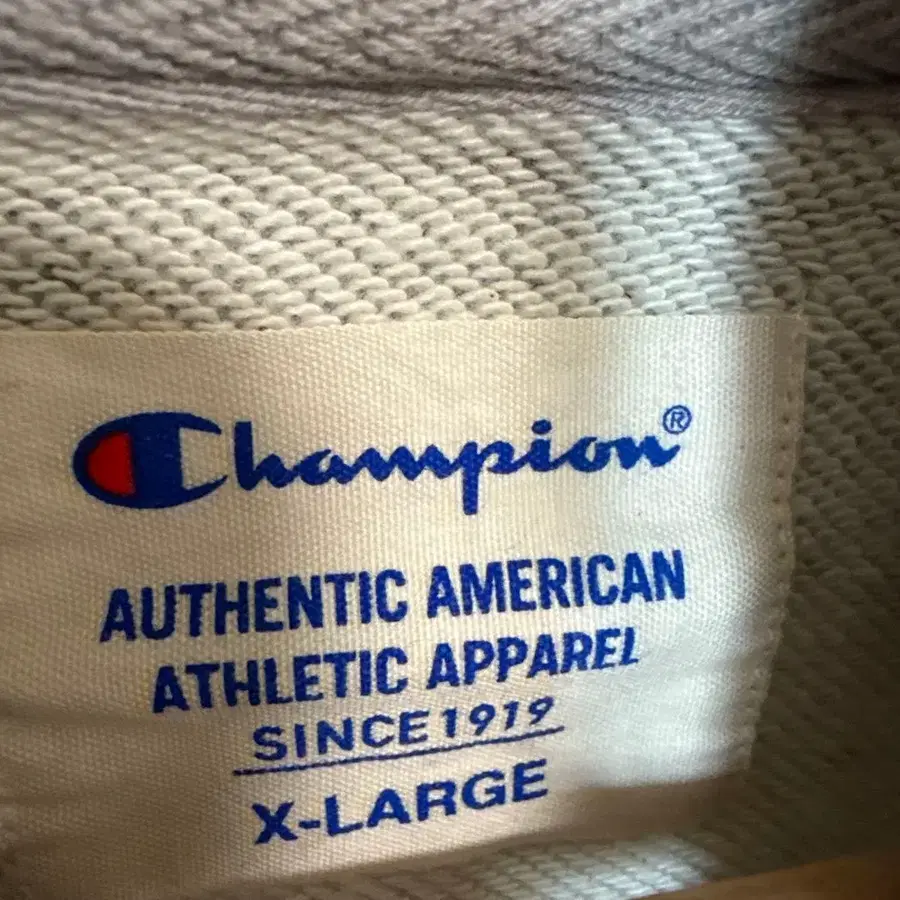 Champion®
AUTHENTIC AMERICAN
ATHLETIC APPAREL
SINCE 1919
X-LARGE